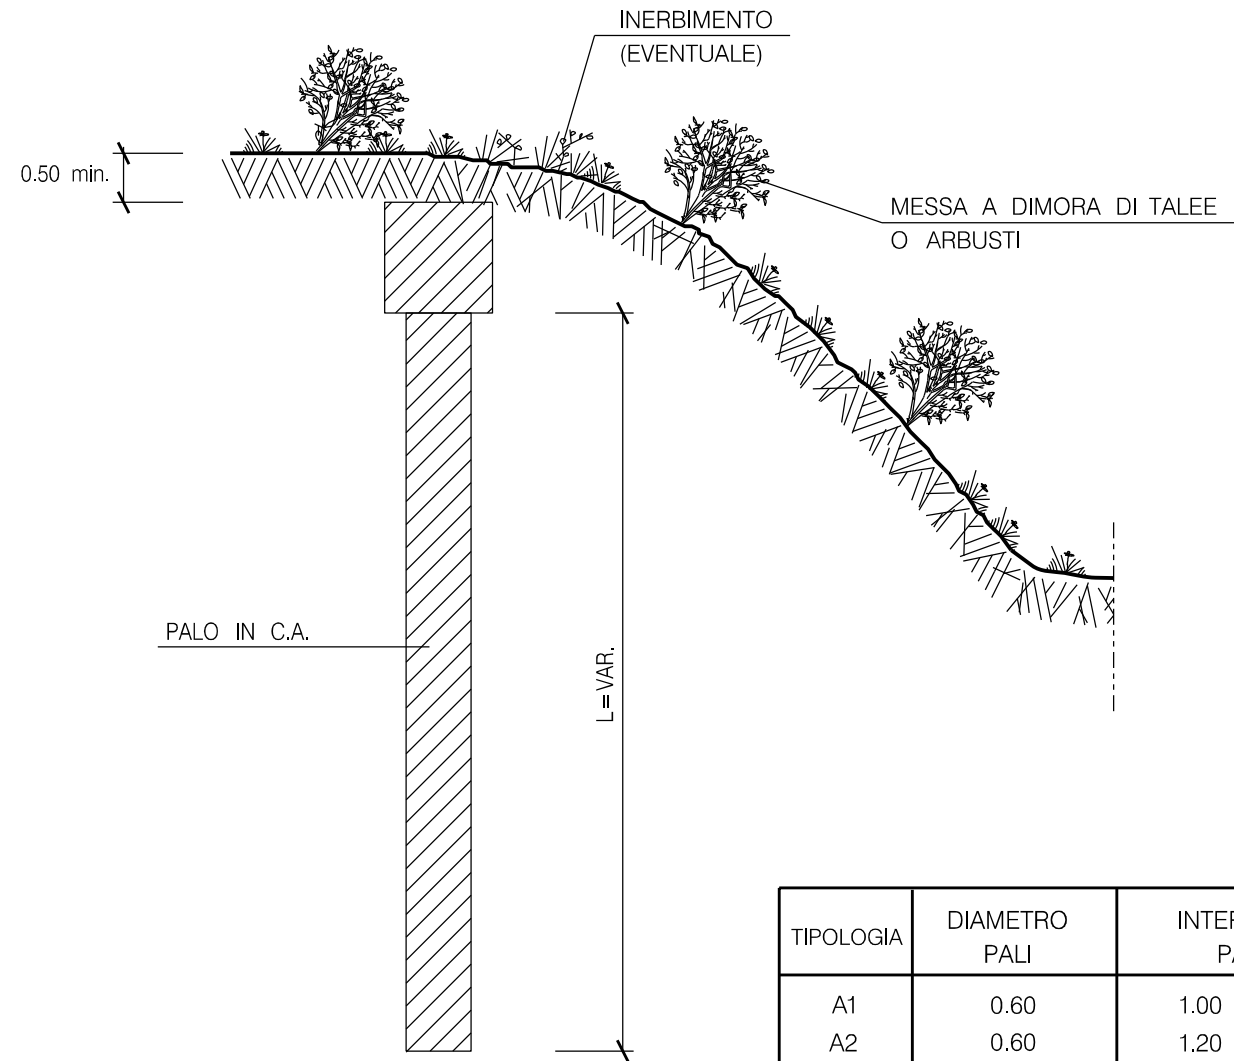 INERBIMENTO
(EVENTUALE)
0.50 min.
MESSA A DIMORA DI TALEE
O ARBUSTI
PALO IN C.A.
L=VAR.
TIPOLOGIA
DIAMETRO
PALI
A1 0.60 1.00
A2 0.60 1.20